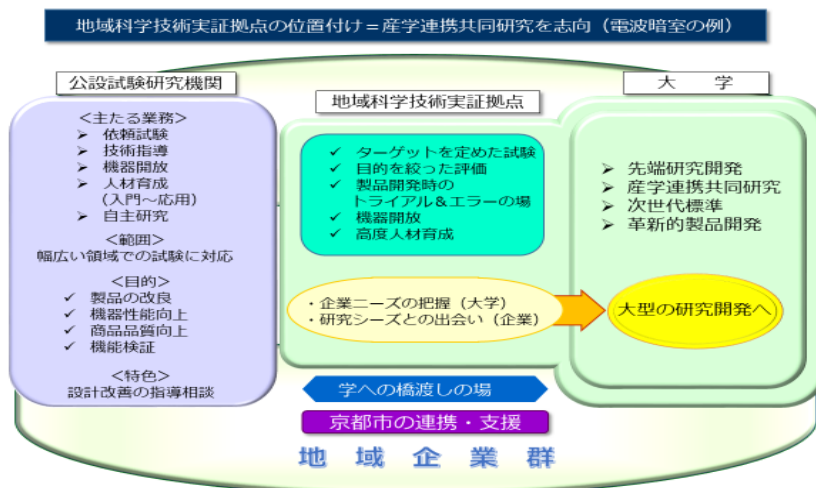 地域科学技術実証拠点の位置付け＝産学連携共同研究を志向（電波暗室の例）
公設試験研究機関
＜主たる業務＞
➢ 依頼試験
➢ 技術指導
➢ 機器開放
➢ 人材育成
（入門～応用）
➢ 自主研究
＜範囲＞
幅広い領域での試験に対応
＜目的＞
✓ 製品の改良
✓ 機器性能向上
✓ 商品品質向上
✓ 機能検証
＜特色＞
設計改善の指導相談
地域科学技術実証拠点
✓ ターゲットを定めた試験
✓ 目的を絞った評価
✓ 製品開発時の
トライアル＆エラーの場
✓ 機器開放
✓ 高度人材育成
・企業ニーズの把握（大学）
・研究シーズとの出会い（企業）
大　学
➢ 先端研究開発
➢ 産学連携共同研究
➢ 次世代標準
➢ 革新的製品開発
大型の研究開発へ
学への橋渡しの場
京都市の連携・支援
地 域 企 業 群